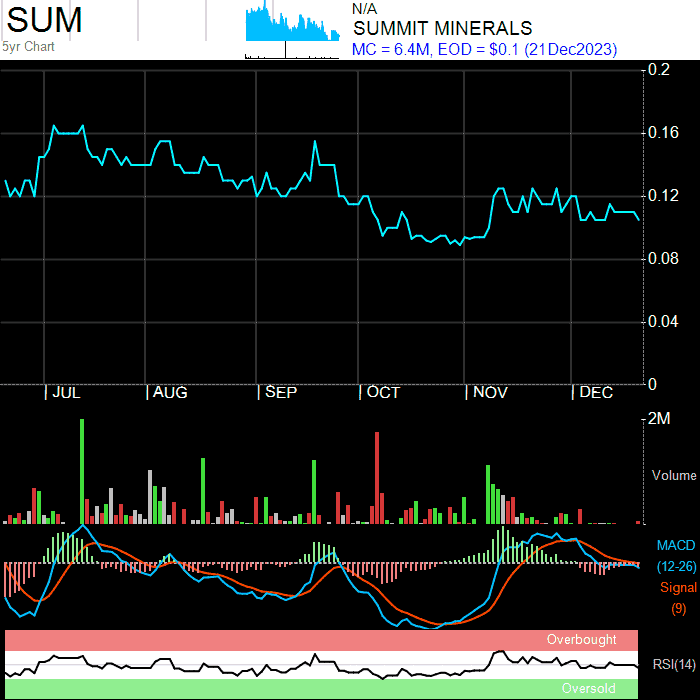 SUM
5yr Chart
N/A
SUMMIT MINERALS
MC = 6.4M, EOD = $0.1 (21Dec2023)
0.2
0.16
0.12
0.08
0.04
0
JUL AUG SEP OCT NOV DEC
2M
Volume
MACD
(12-26)
Signal
(9)
Overbought
RSI(14)
Oversold